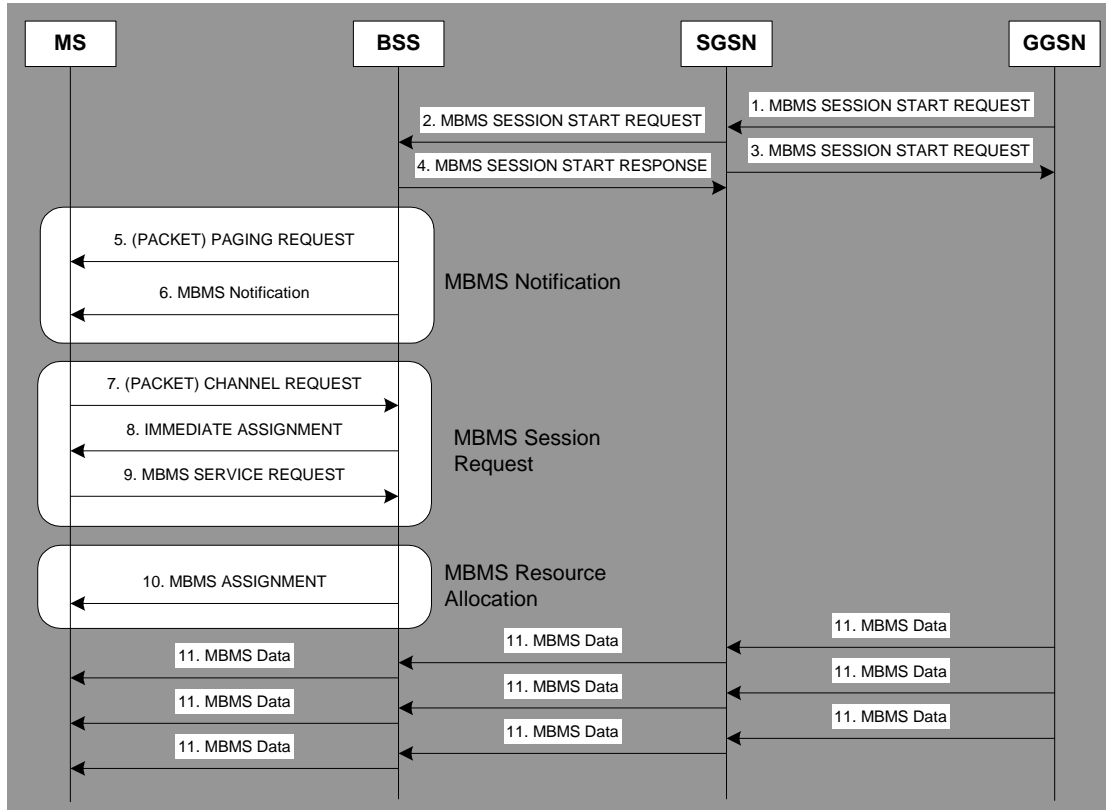 MS
BSS
SGSN
GGSN
1. MBMS SESSION START REQUEST
2. MBMS SESSION START REQUEST
3. MBMS SESSION START REQUEST
4. MBMS SESSION START RESPONSE
5. (PACKET) PAGING REQUEST
6. MBMS Notification
MBMS Notification
7. (PACKET) CHANNEL REQUEST
8. IMMEDIATE ASSIGNMENT
9. MBMS SERVICE REQUEST
MBMS Session
Request
10. MBMS ASSIGNMENT
MBMS Resource
Allocation
11. MBMS Data
11. MBMS Data
11. MBMS Data
11. MBMS Data
11. MBMS Data
11. MBMS Data
11. MBMS Data
11. MBMS Data
11. MBMS Data